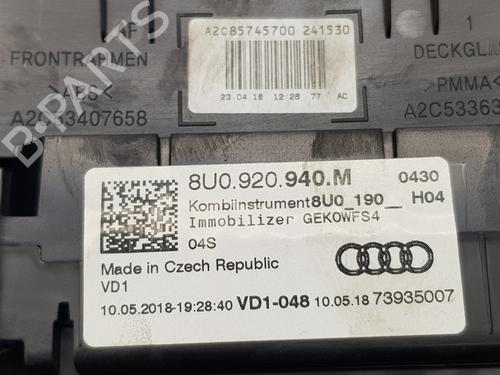 AF
FRONTRAHMEN
>ABS<
A2C53407658
A2C85745700 241530
23.04.18 12:28 77 AC
1
DECKGLA
>PMMA<
A2C53363
8U0.920.940.M 0430
Kombiinstrument8U0_190__ H04
Immobilizer GEKOWFS4
04S
Made in Czech Republic
VD1
10.05.2018-19:28:40 VD1-048 10.05.18 73935007